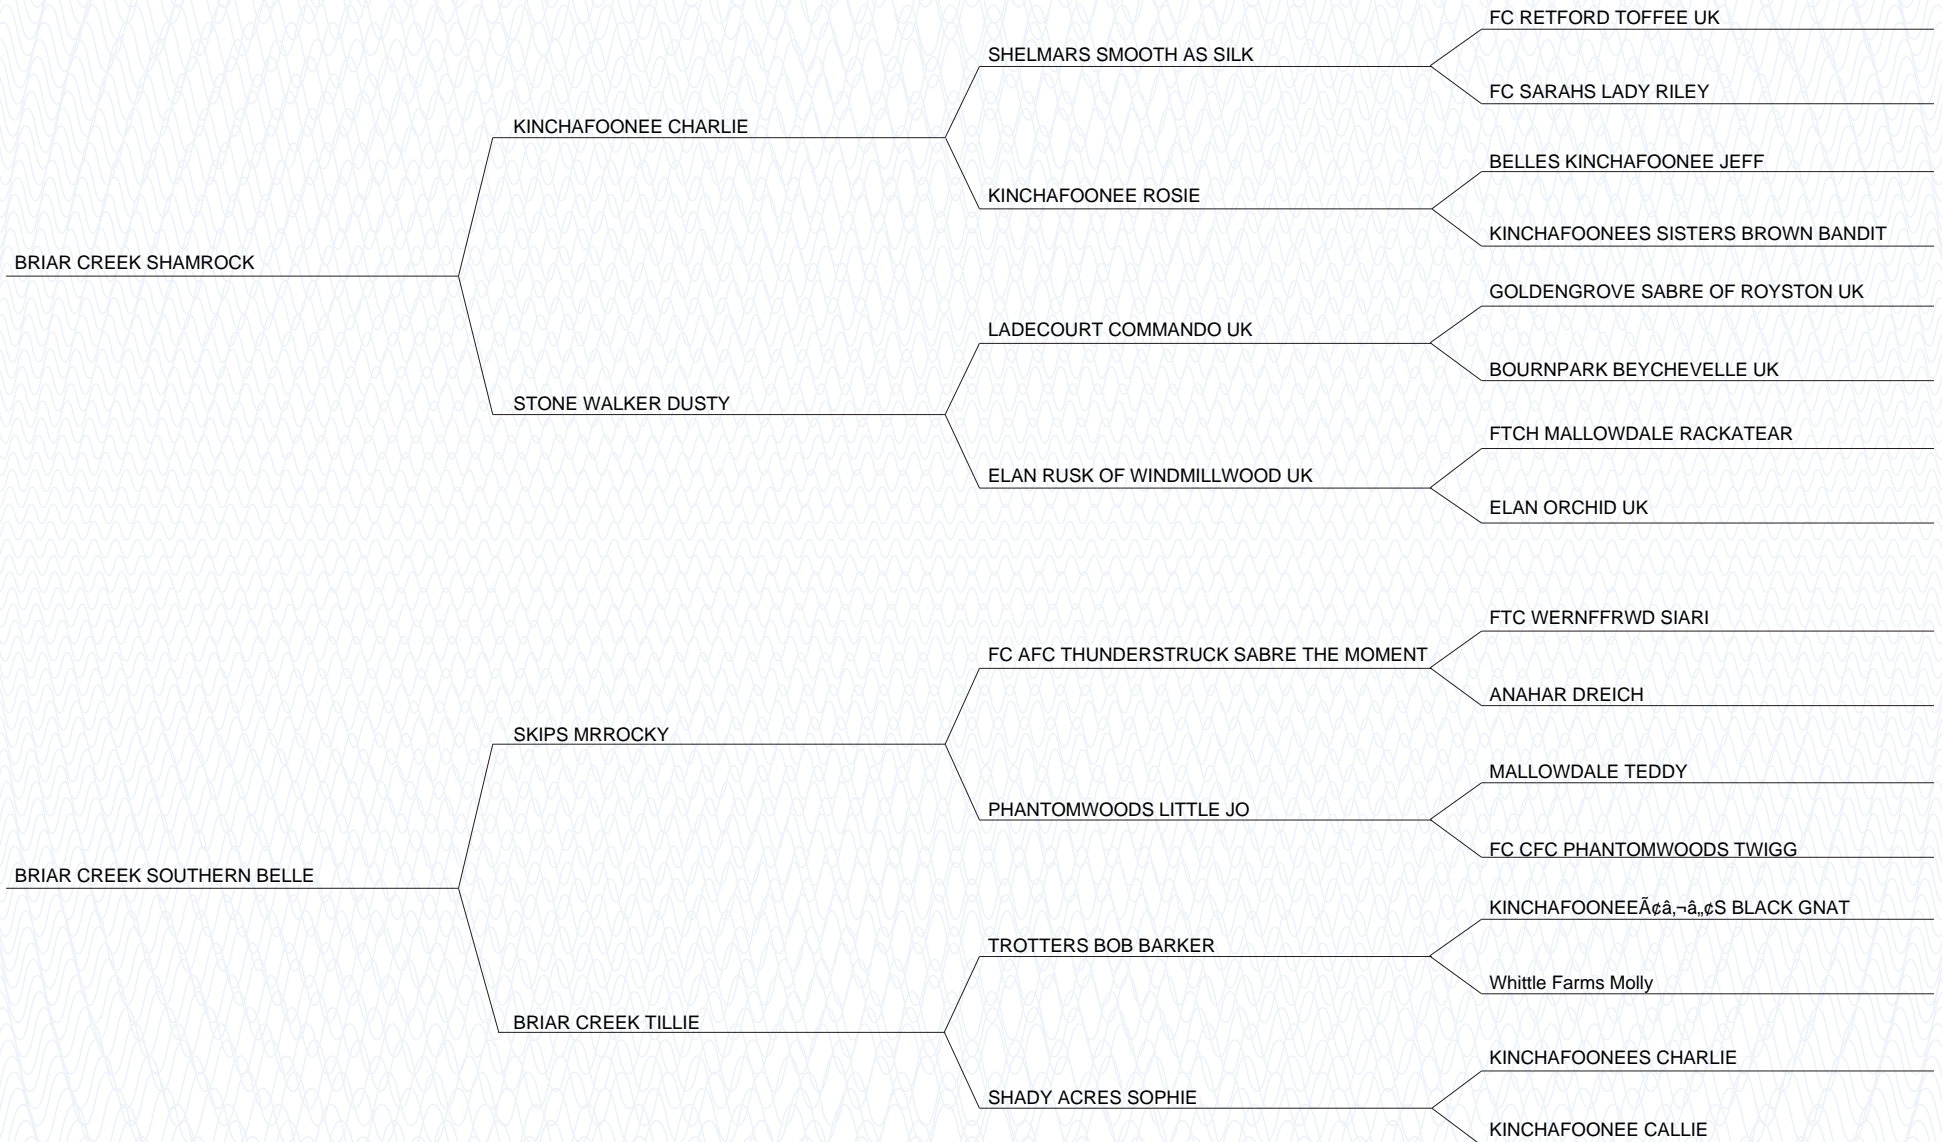 FC RETFORD TOFFEE UK
SHELMARS SMOOTH AS SILK
FC SARAHS LADY RILEY
KINCHAFOONEE CHARLIE
BELLES KINCHAFOONEE JEFF
KINCHAFOONEE ROSIE
KINCHAFOONEES SISTERS BROWN BANDIT
BRIAR CREEK SHAMROCK
GOLDENGROVE SABRE OF ROYSTON UK
LADECOURT COMMANDO UK
BOURNPARK BEYCHEVELLE UK
STONE WALKER DUSTY
FTCH MALLOWDALE RACKATEAR
ELAN RUSK OF WINDMILLWOOD UK
ELAN ORCHID UK
FTC WERNFFRWD SIARI
FC AFC THUNDERSTRUCK SABRE THE MOMENT
ANAHAR DREICH
SKIPS MRROCKY
MALLOWDALE TEDDY
PHANTOMWOODS LITTLE JO
FC CFC PHANTOMWOODS TWIGG
BRIAR CREEK SOUTHERN BELLE
KINCHAFOONEEÃ¢â‚¬â„¢S BLACK GNAT
TROTTERS BOB BARKER
Whittle Farms Molly
BRIAR CREEK TILLIE
KINCHAFOONEES CHARLIE
SHADY ACRES SOPHIE
KINCHAFOONEE CALLIE